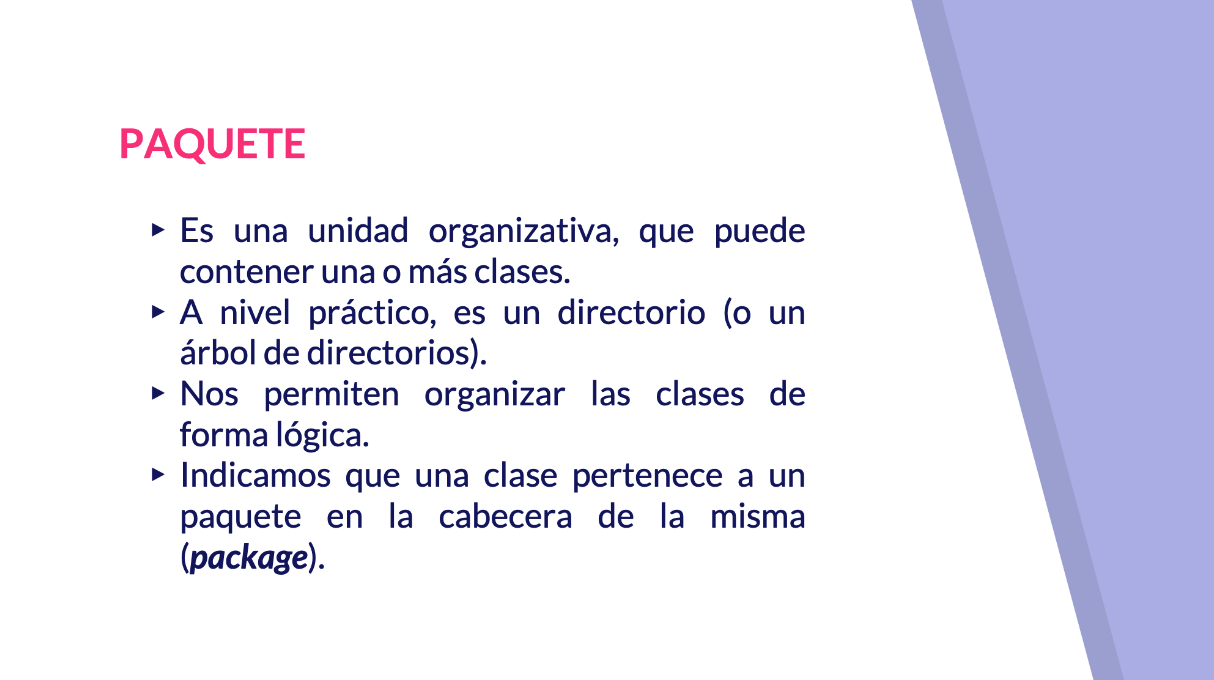 PAQUETE
▸ Es una unidad organizativa, que puede
contener una o más clases.
▸ A nivel práctico, es un directorio (o un
árbol de directorios).
▸ Nos permiten organizar las clases de
forma lógica.
▸ Indicamos que una clase pertenece a un
paquete en la cabecera de la misma
(package).